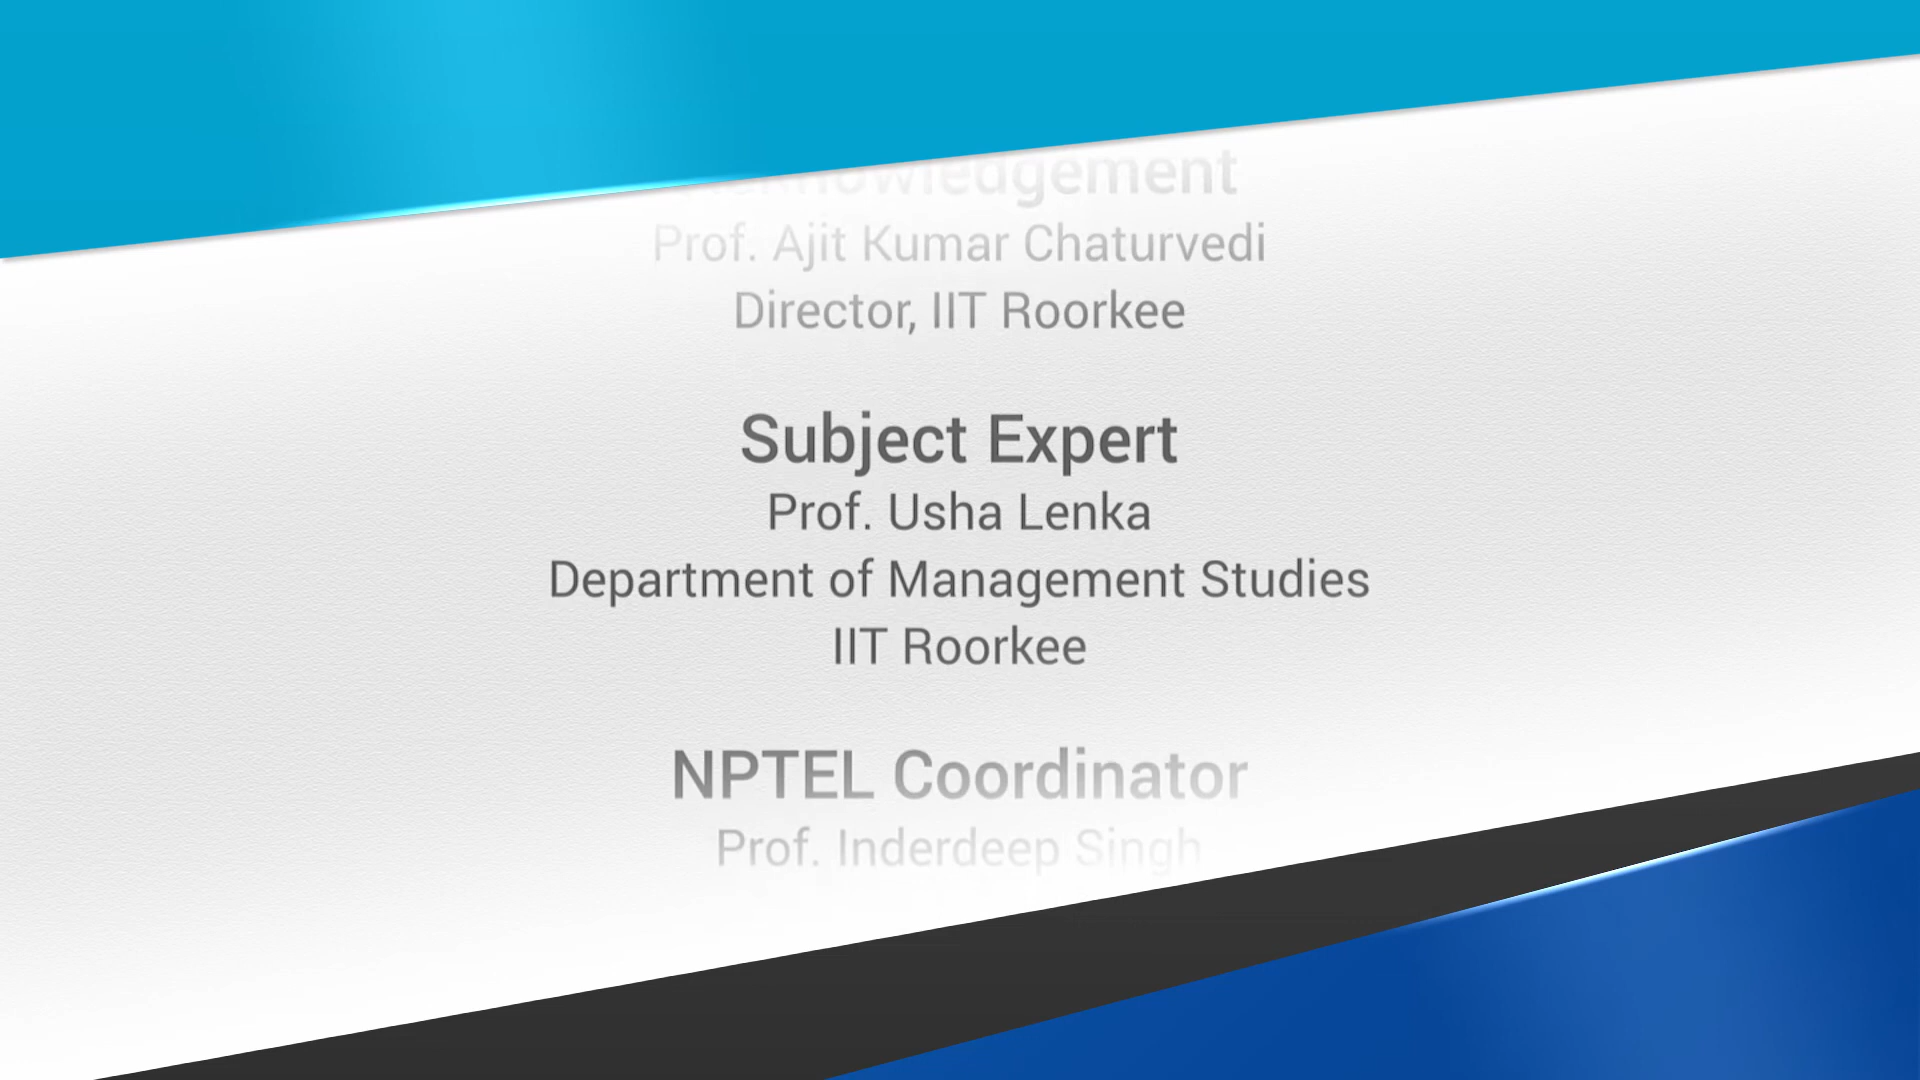 Acknowledgement
Prof. Ajit Kumar Chaturvedi
Director, IIT Roorkee
Subject Expert
Prof. Usha Lenka
Department of Management Studies
IIT Roorkee
NPTEL Coordinator
Prof. Inderdeep Singh